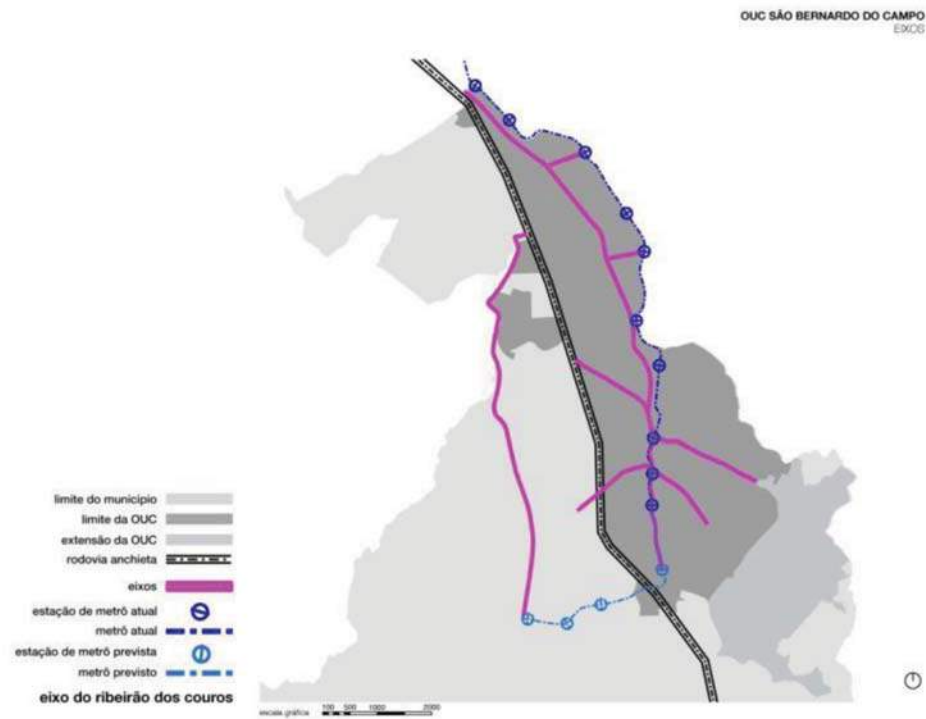 OUC SÃO BERNARDO DO CAMPO
EIXOS
limite do município
limite da OUC
extensão da OUC
rodovia anchieta
eixos
estação de metrô atual
metrô atual
estação de metrô prevista
metrô previsto
eixo do ribeirão dos couros
escala gráfica 100 500 1000 2000